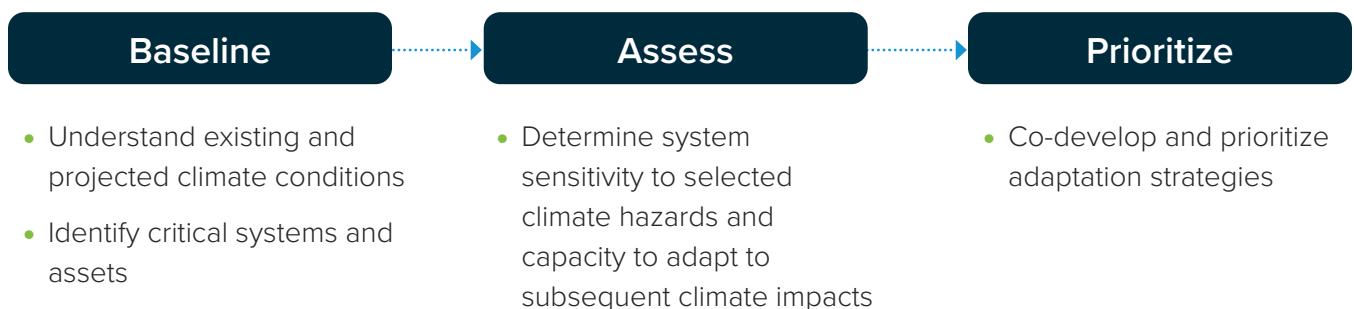 Baseline
Assess
Prioritize
• Understand existing and
projected climate conditions
• Identify critical systems and
assets
• Determine system
sensitivity to selected
climate hazards and
capacity to adapt to
subsequent climate impacts
• Co-develop and prioritize
adaptation strategies